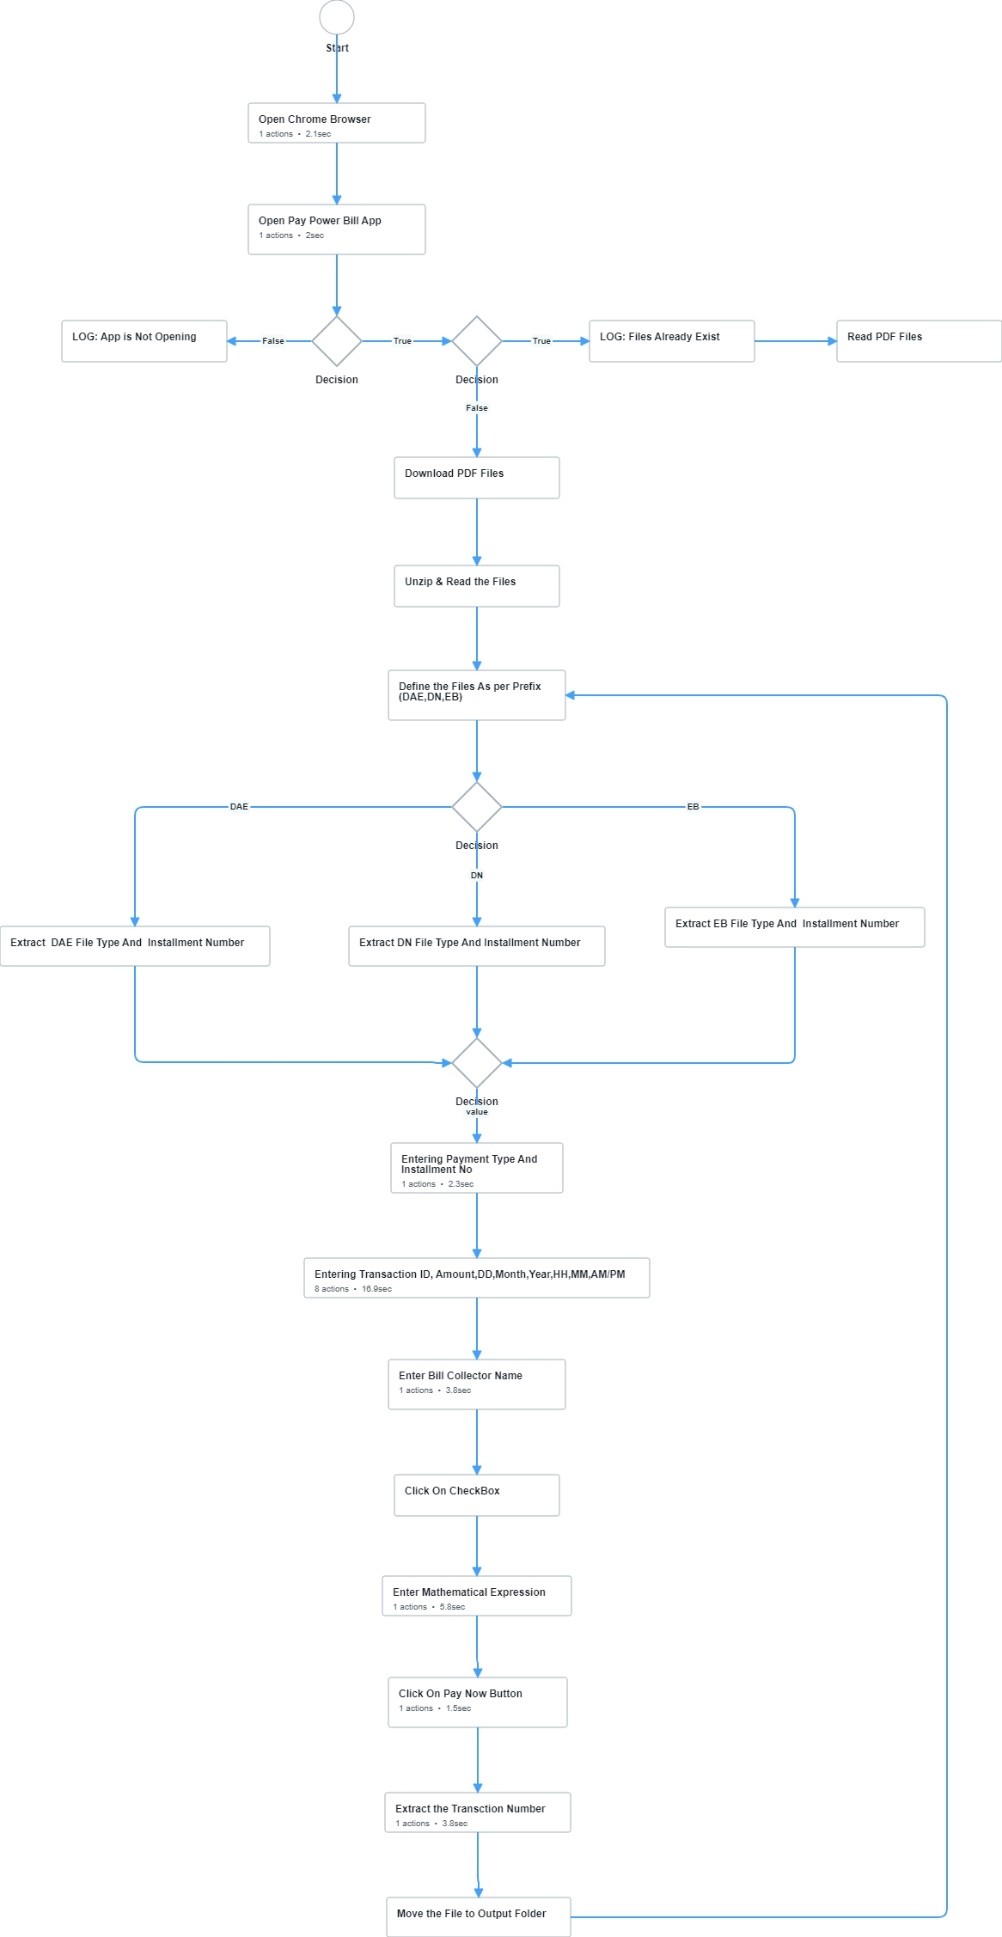 Start
Open Chrome Browser
1 actions • 2.1sec
Open Pay Power Bill App
1 actions • 2sec
LOG: App is Not Opening
False
True
True
LOG: Files Already Exist
Read PDF Files
Decision
Decision
False
Download PDF Files
Unzip & Read the Files
Define the Files As per Prefix
(DAE,DN,EB)
DAE
EB
Decision
DN
Extract EB File Type And Installment Number
Extract DAE File Type And Installment Number
Extract DN File Type And Installment Number
Decision
value
Entering Payment Type And
Installment No
1 actions • 2.3sec
Entering Transaction ID, Amount,DD,Month,Year,HH,MM,AM/PM
8 actions • 16.9sec
Enter Bill Collector Name
1 actions • 3.8sec
Click On CheckBox
Enter Mathematical Expression
1 actions • 5.8sec
Click On Pay Now Button
1 actions • 1.5sec
Extract the Transction Number
1 actions • 3.8sec
Move the File to Output Folder